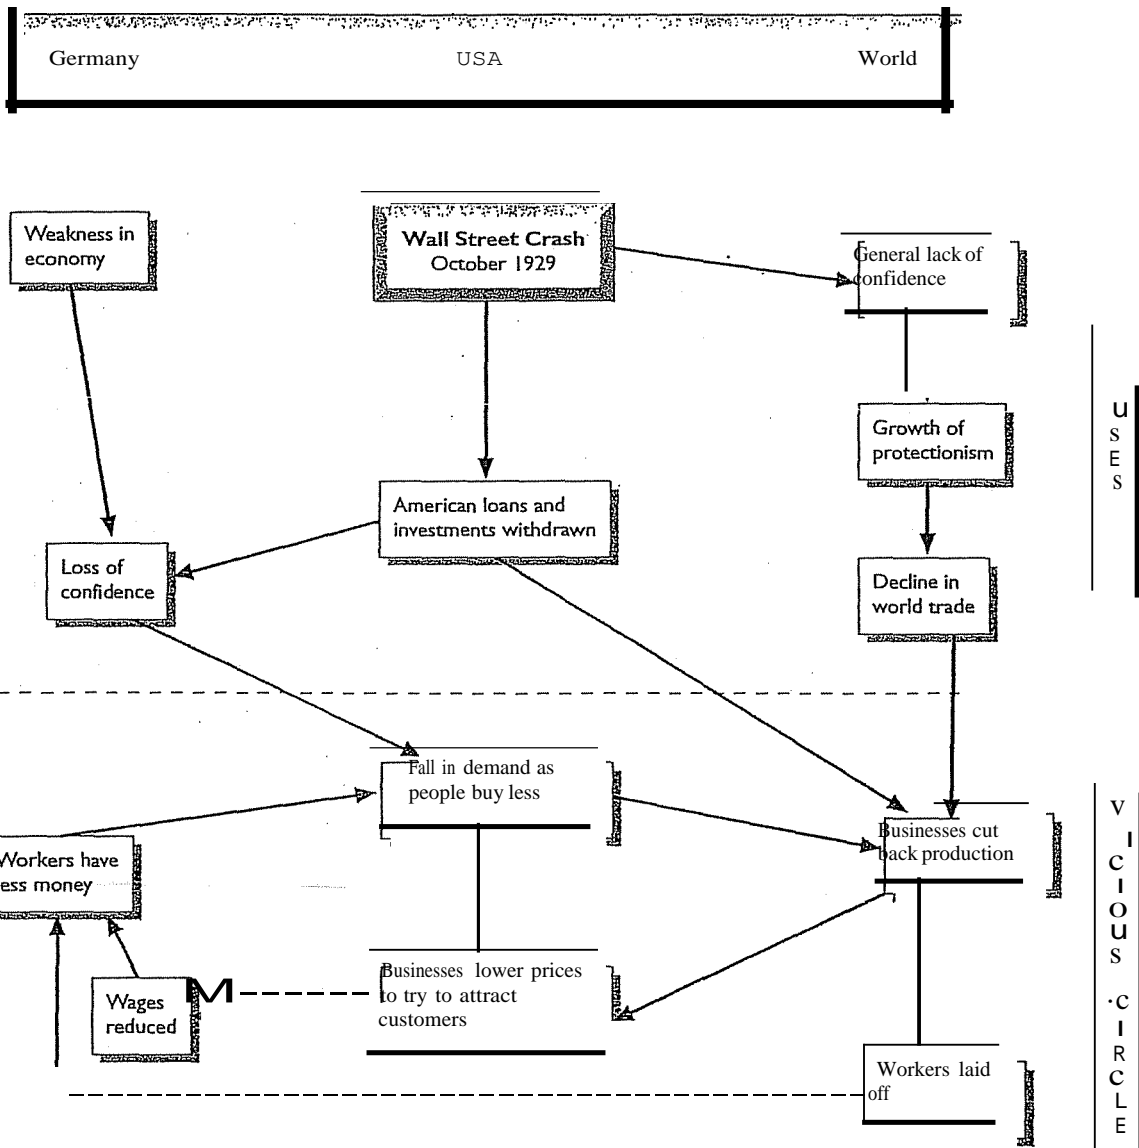 Germany
USA
World
Weakness in
economy
Wall Street Crash
October 1929
General lack of
confidence
Growth of
protectionism
American loans and
investments withdrawn
Loss of
confidence
Decline in
world trade
u
S
E
S
Fall in demand as
people buy less
Businesses cut
back production
Workers have
ess money
Wages
reduced
M
Businesses lower prices
to try to attract
customers
Workers laid
off
V
I
C
I
O
U
S
·C
I
R
C
L
E